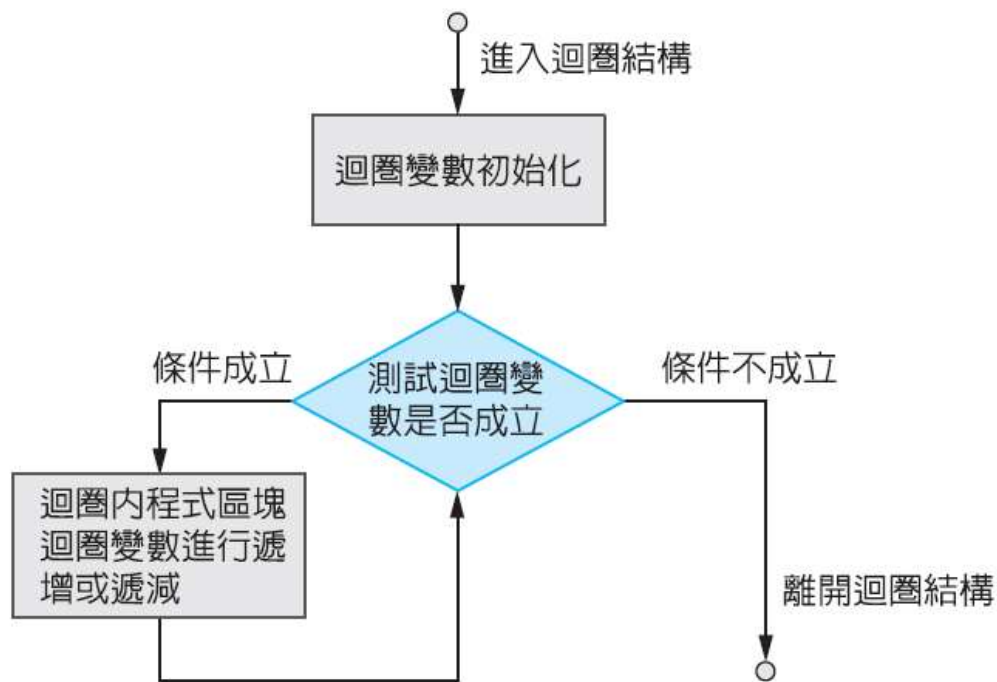 進入迴圈結構
迴圈變數初始化
條件成立
測試迴圈變
數是否成立
條件不成立
迴圈內程式區塊
迴圈變數進行遞
增或遞減
離開迴圈結構